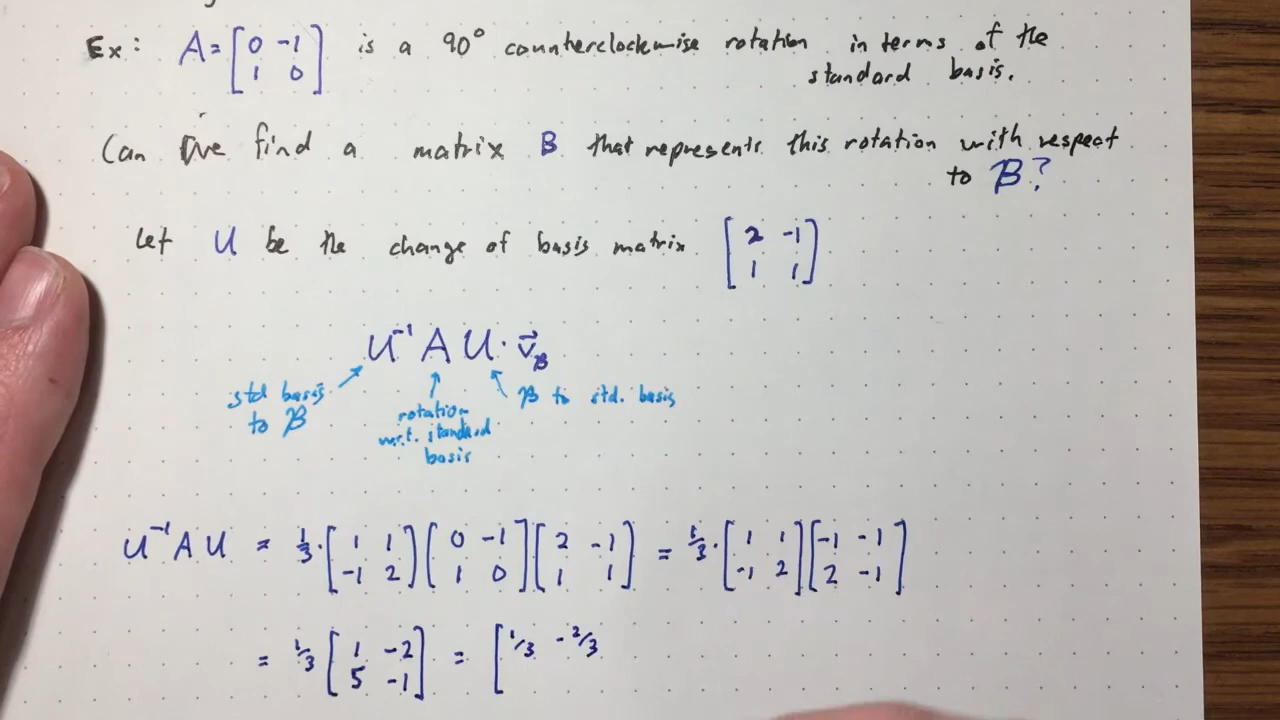 Ex: A = [0 -1; 1 0] is a 90° counterclockwise rotation in terms of the
standard basis.
Can we find a matrix B that represents this rotation with respect
to ℬ?
Let U be the change of basis matrix [2 -1; 1 1]
U⁻¹ A U · v⃗_ℬ
std basis
to ℬ
rotation
w.r.t. standard
basis
ℬ to std. basis
U⁻¹ A U = 1/3 · [1 1; -1 2] [0 -1; 1 0] [2 -1; 1 1] = 1/3 · [1 1; -1 2] [-1 -1; 2 -1]
= 1/3 [1 -2; 5 -1] = [1/3 -2/3